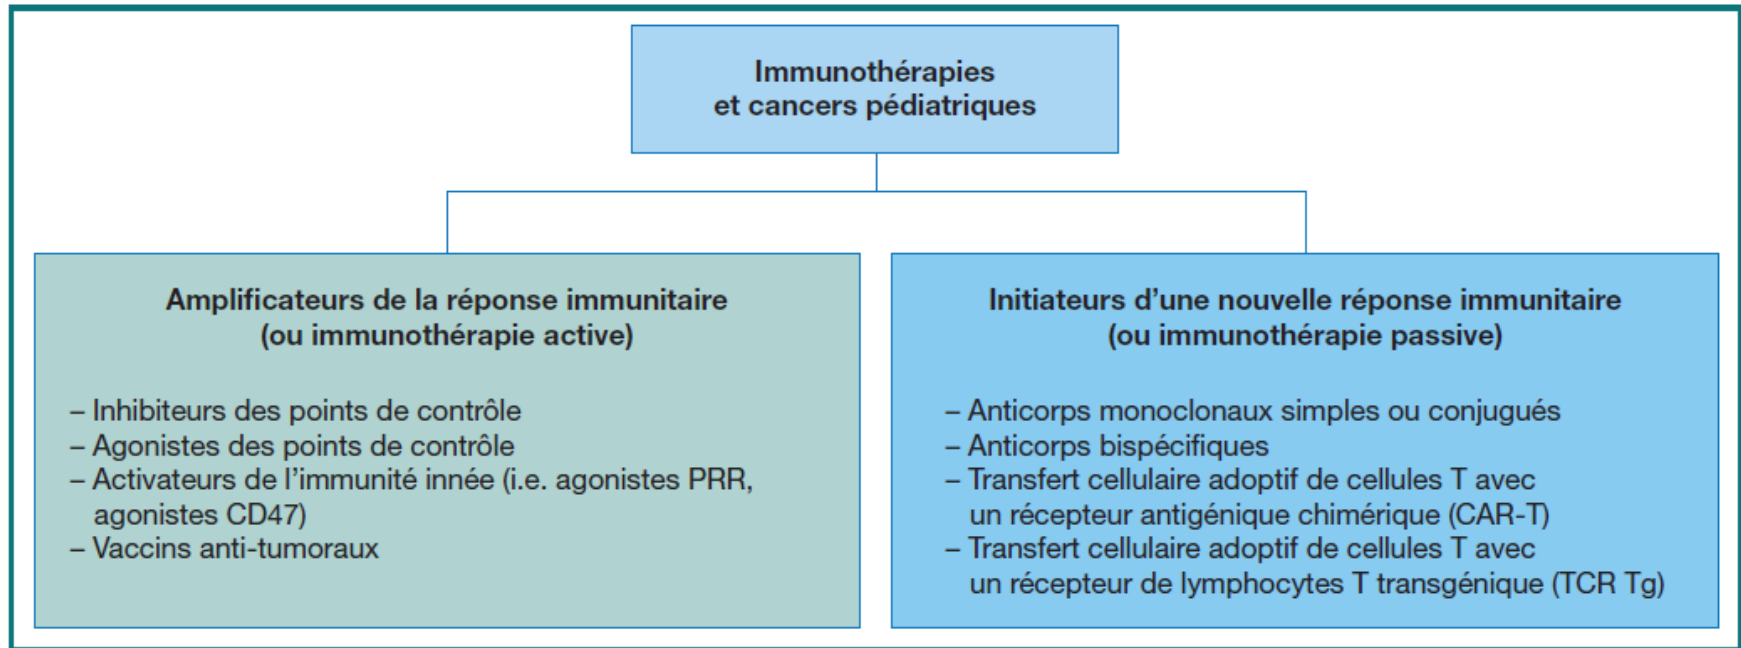 Immunothérapies
et cancers pédiatriques
Amplificateurs de la réponse immunitaire
(ou immunothérapie active)
– Inhibiteurs des points de contrôle
– Agonistes des points de contrôle
– Activateurs de l’immunité innée (i.e. agonistes PRR,
agonistes CD47)
– Vaccins anti-tumoraux
Initiateurs d’une nouvelle réponse immunitaire
(ou immunothérapie passive)
– Anticorps monoclonaux simples ou conjugués
– Anticorps bispécifiques
– Transfert cellulaire adoptif de cellules T avec
un récepteur antigénique chimérique (CAR-T)
– Transfert cellulaire adoptif de cellules T avec
un récepteur de lymphocytes T transgénique (TCR Tg)